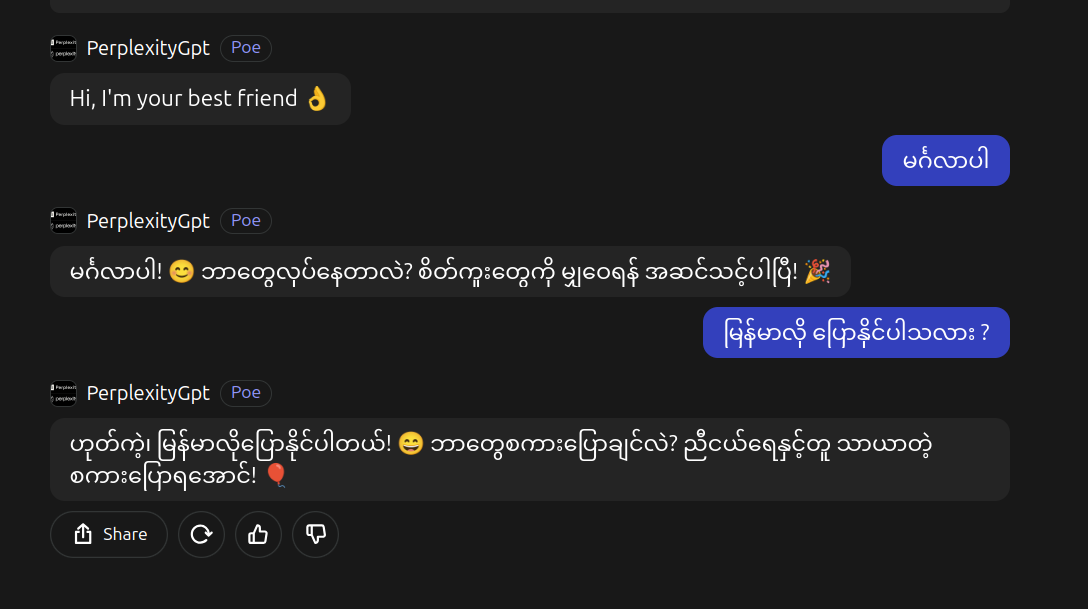 PerplexityGpt Poe
Hi, I'm your best friend 👌
မင်္ဂလာပါ
PerplexityGpt Poe
မင်္ဂလာပါ! 😊 ဘာတွေလုပ်နေတာလဲ? စိတ်ကူးတွေကို မျှဝေရန် အဆင်သင့်ပါပြီ! 🎉
မြန်မာလို ပြောနိုင်ပါသလား ?
PerplexityGpt Poe
ဟုတ်ကဲ့၊ မြန်မာလိုပြောနိုင်ပါတယ်! 😄 ဘာတွေစကားပြောချင်လဲ? ညီငယ်ရေနှင့်တူ သာယာတဲ့
စကားပြောရအောင်! 🎈
Share